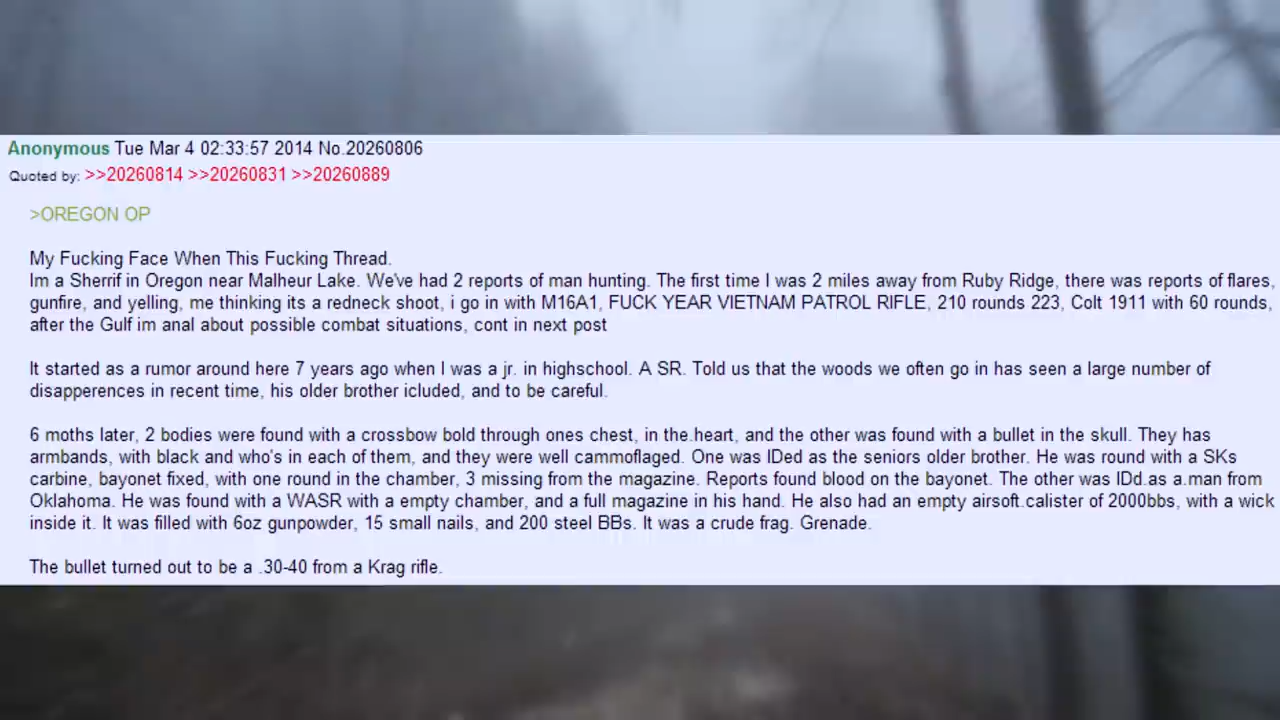 Anonymous Tue Mar 4 02:33:57 2014 No.20260806
Quoted by: >>20260814 >>20260831 >>20260889
>OREGON OP
My Fucking Face When This Fucking Thread.
Im a Sherrif in Oregon near Malheur Lake. We've had 2 reports of man hunting. The first time I was 2 miles away from Ruby Ridge, there was reports of flares,
gunfire, and yelling, me thinking its a redneck shoot, i go in with M16A1, FUCK YEAR VIETNAM PATROL RIFLE, 210 rounds 223, Colt 1911 with 60 rounds,
after the Gulf im anal about possible combat situations, cont in next post
It started as a rumor around here 7 years ago when I was a jr. in highschool. A SR. Told us that the woods we often go in has seen a large number of
disapperences in recent time, his older brother icluded, and to be careful.
6 moths later, 2 bodies were found with a crossbow bold through ones chest, in the.heart, and the other was found with a bullet in the skull. They has
armbands, with black and who's in each of them, and they were well cammoflaged. One was IDed as the seniors older brother. He was round with a SKs
carbine, bayonet fixed, with one round in the chamber, 3 missing from the magazine. Reports found blood on the bayonet. The other was IDd.as a.man from
Oklahoma. He was found with a WASR with a empty chamber, and a full magazine in his hand. He also had an empty airsoft.calister of 2000bbs, with a wick
inside it. It was filled with 6oz gunpowder, 15 small nails, and 200 steel BBs. It was a crude frag. Grenade.
The bullet turned out to be a .30-40 from a Krag rifle.